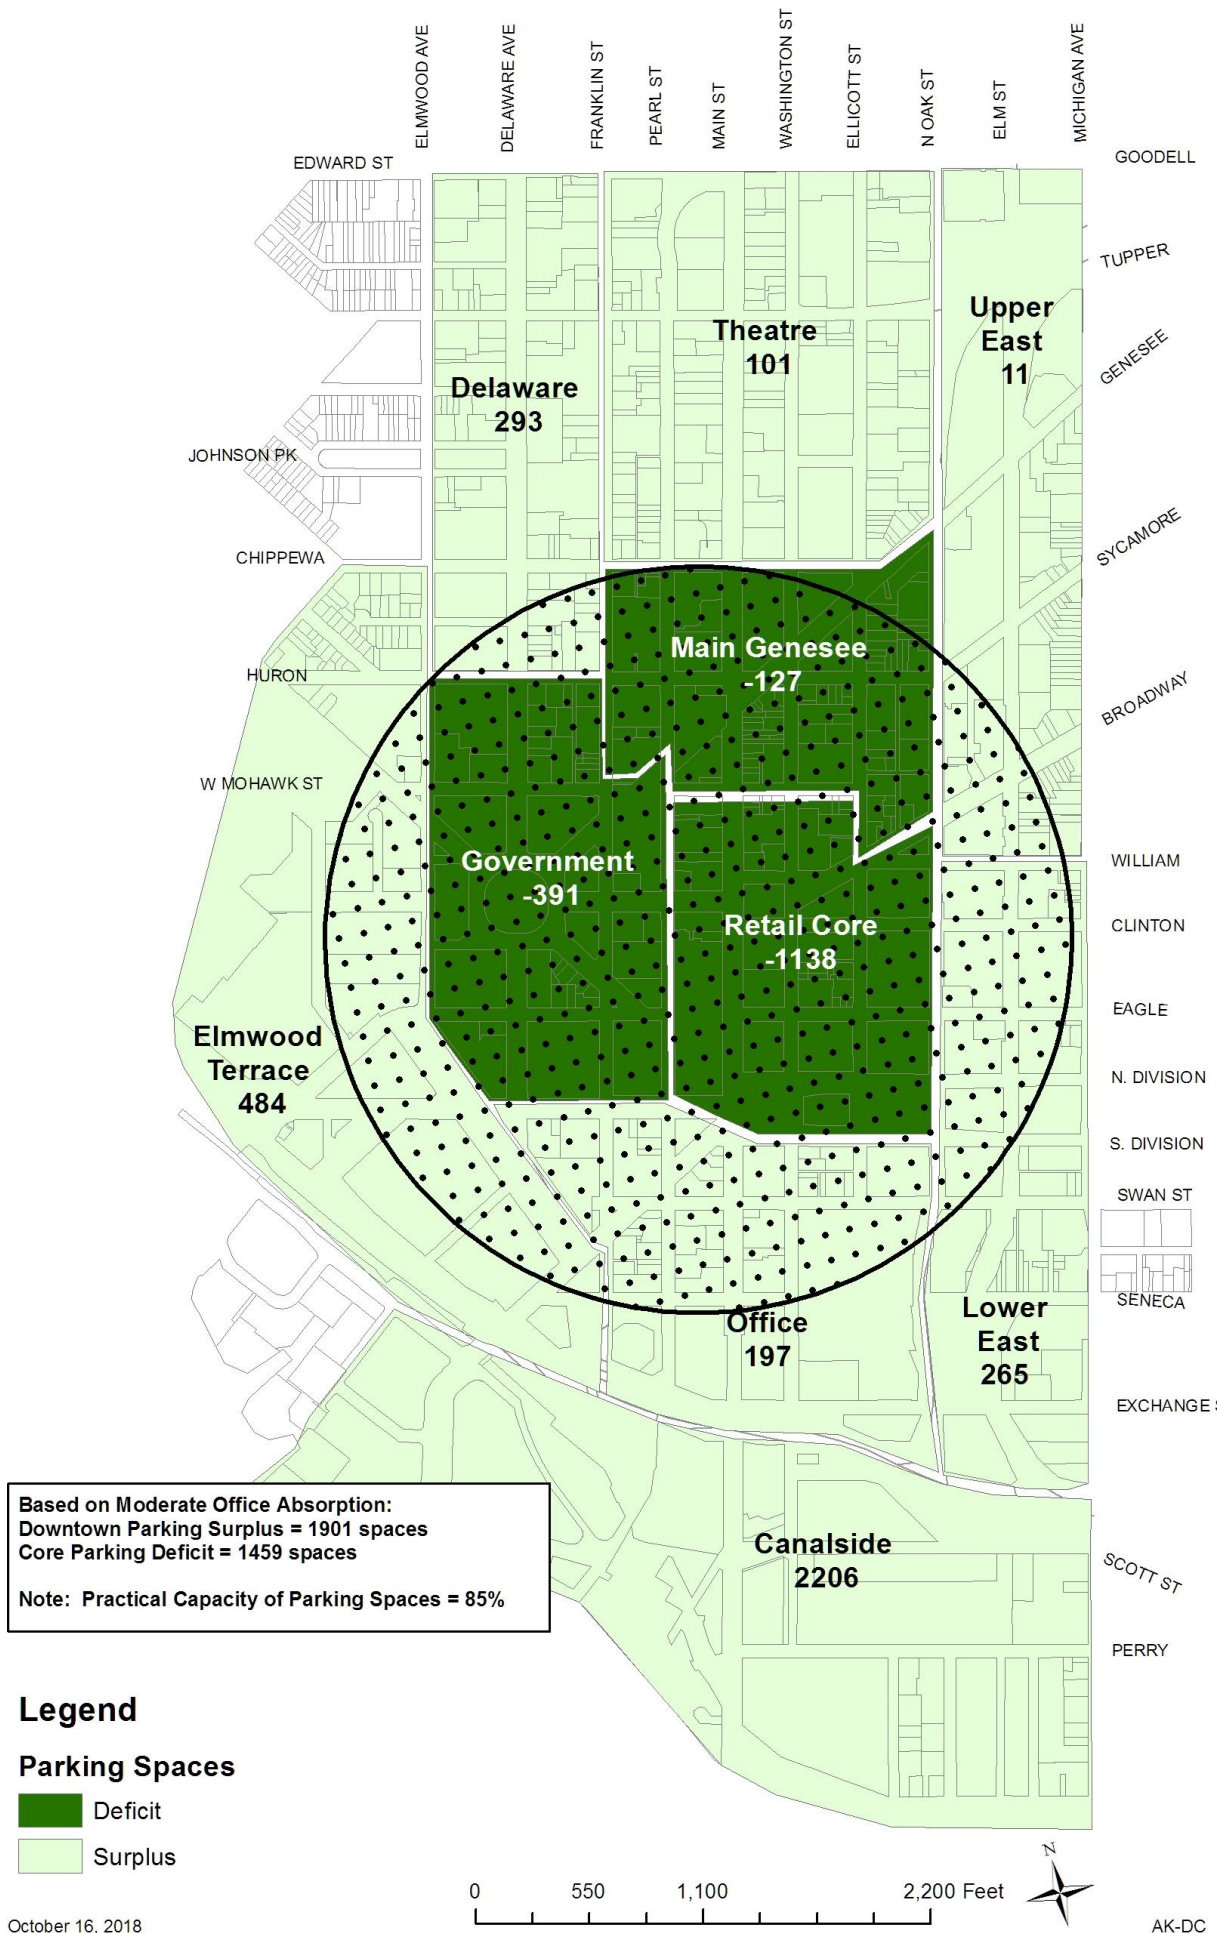 ELMWOOD AVE
DELAWARE AVE
FRANKLIN ST
PEARL ST
MAIN ST
WASHINGTON ST
ELLICOTT ST
N OAK ST
ELM ST
MICHIGAN AVE
EDWARD ST
GOODELL
TUPPER
GENESEE
JOHNSON PK
SYCAMORE
CHIPPEWA
HURON
BROADWAY
W MOHAWK ST
WILLIAM
CLINTON
EAGLE
N. DIVISION
S. DIVISION
SWAN ST
SENECA
EXCHANGE S
SCOTT ST
PERRY
Upper
East
11
Theatre
101
Delaware
293
Main Genesee
-127
Government
-391
Retail Core
-1138
Elmwood
Terrace
484
Office
197
Lower
East
265
Canalside
2206
Based on Moderate Office Absorption:
Downtown Parking Surplus = 1901 spaces
Core Parking Deficit = 1459 spaces
Note: Practical Capacity of Parking Spaces = 85%
Legend
Parking Spaces
Deficit
Surplus
0 550 1,100 2,200 Feet
N
October 16, 2018
AK-DC